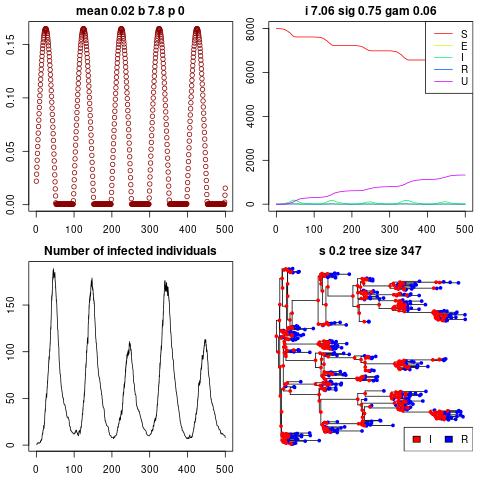 mean 0.02 b 7.8 p 0
0.00 0.05 0.10 0.15
0 100 200 300 400 500
i 7.06 sig 0.75 gam 0.06
0 2000 4000 6000 8000
0 100 200 300 400 500
S
E
I
R
U
Number of infected individuals
0 50 100 150
0 100 200 300 400 500
s 0.2 tree size 347
I R